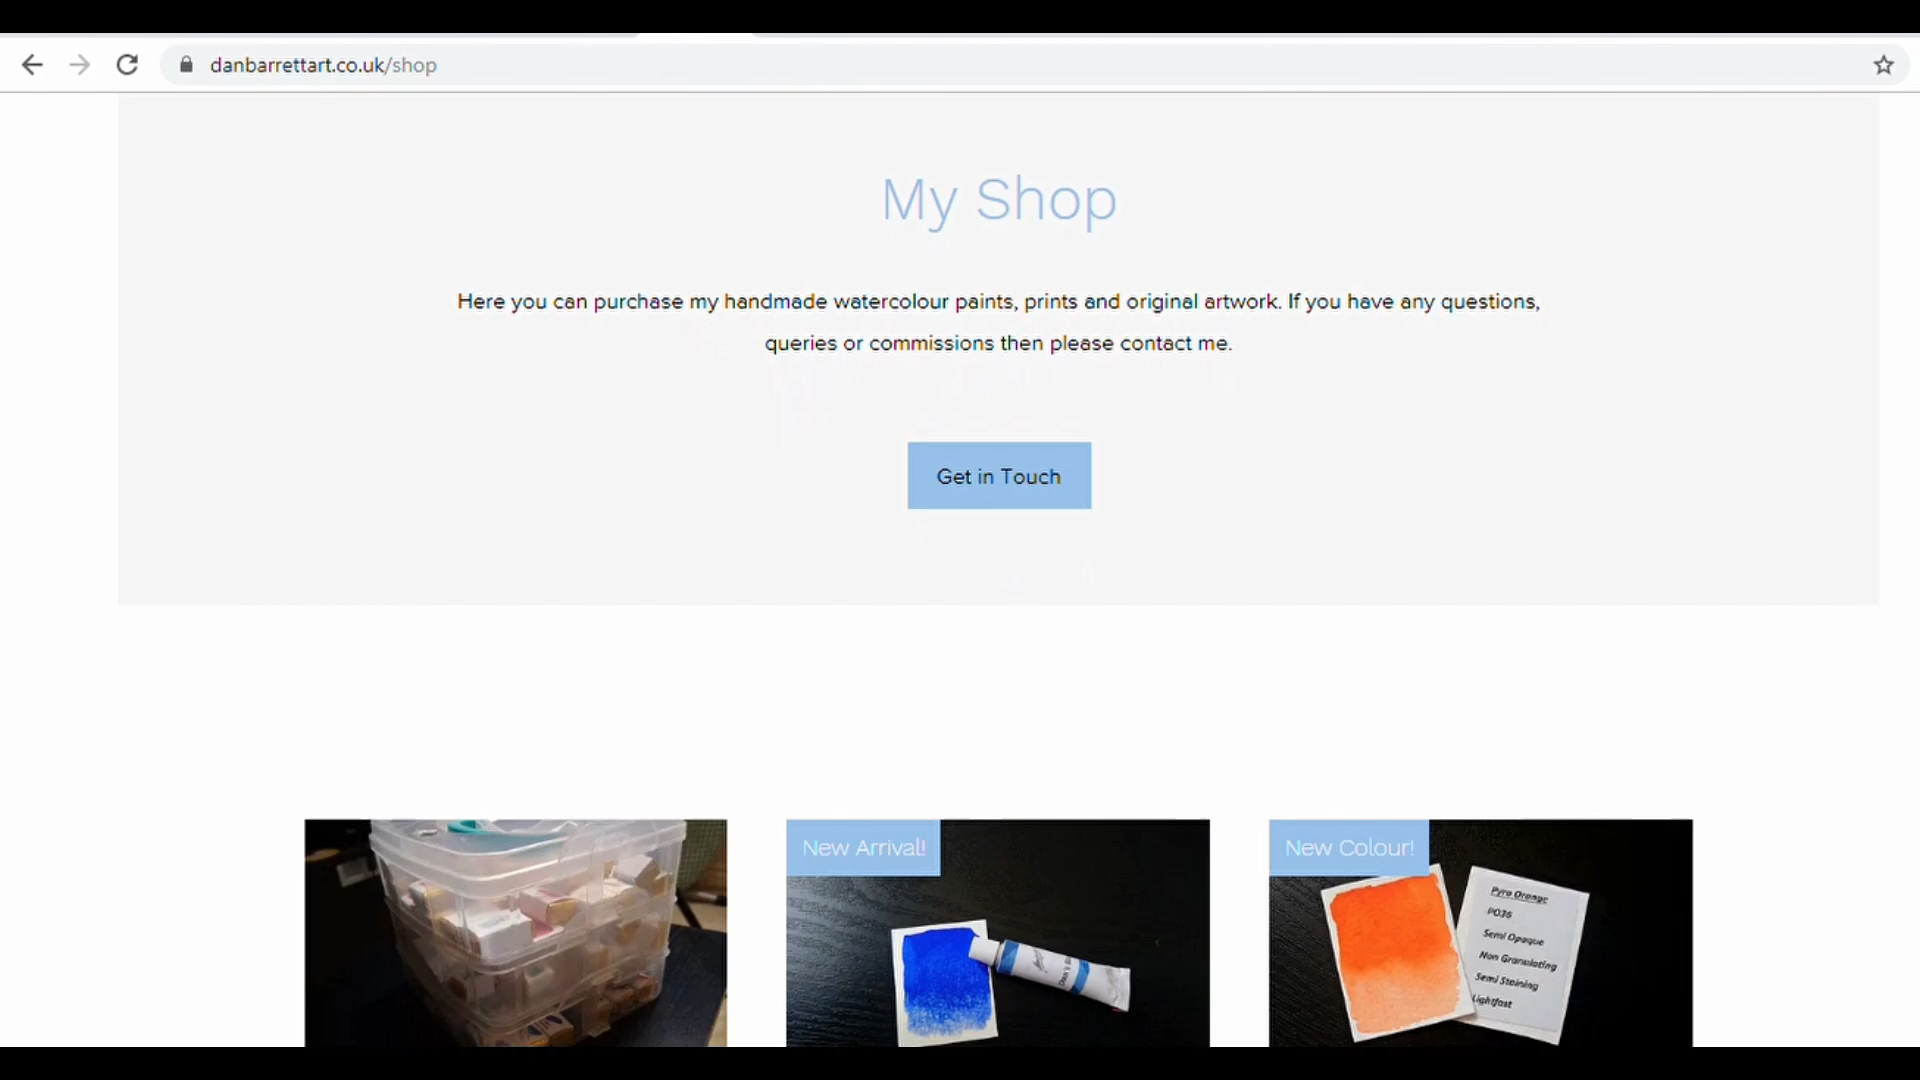 danbarrettart.co.uk/shop
My Shop
Here you can purchase my handmade watercolour paints, prints and original artwork. If you have any questions,
queries or commissions then please contact me.
Get in Touch
New Arrival!
New Colour!
Pyro Orange
PO36
Semi Opaque
Non Granulating
Semi Staining
Lightfast